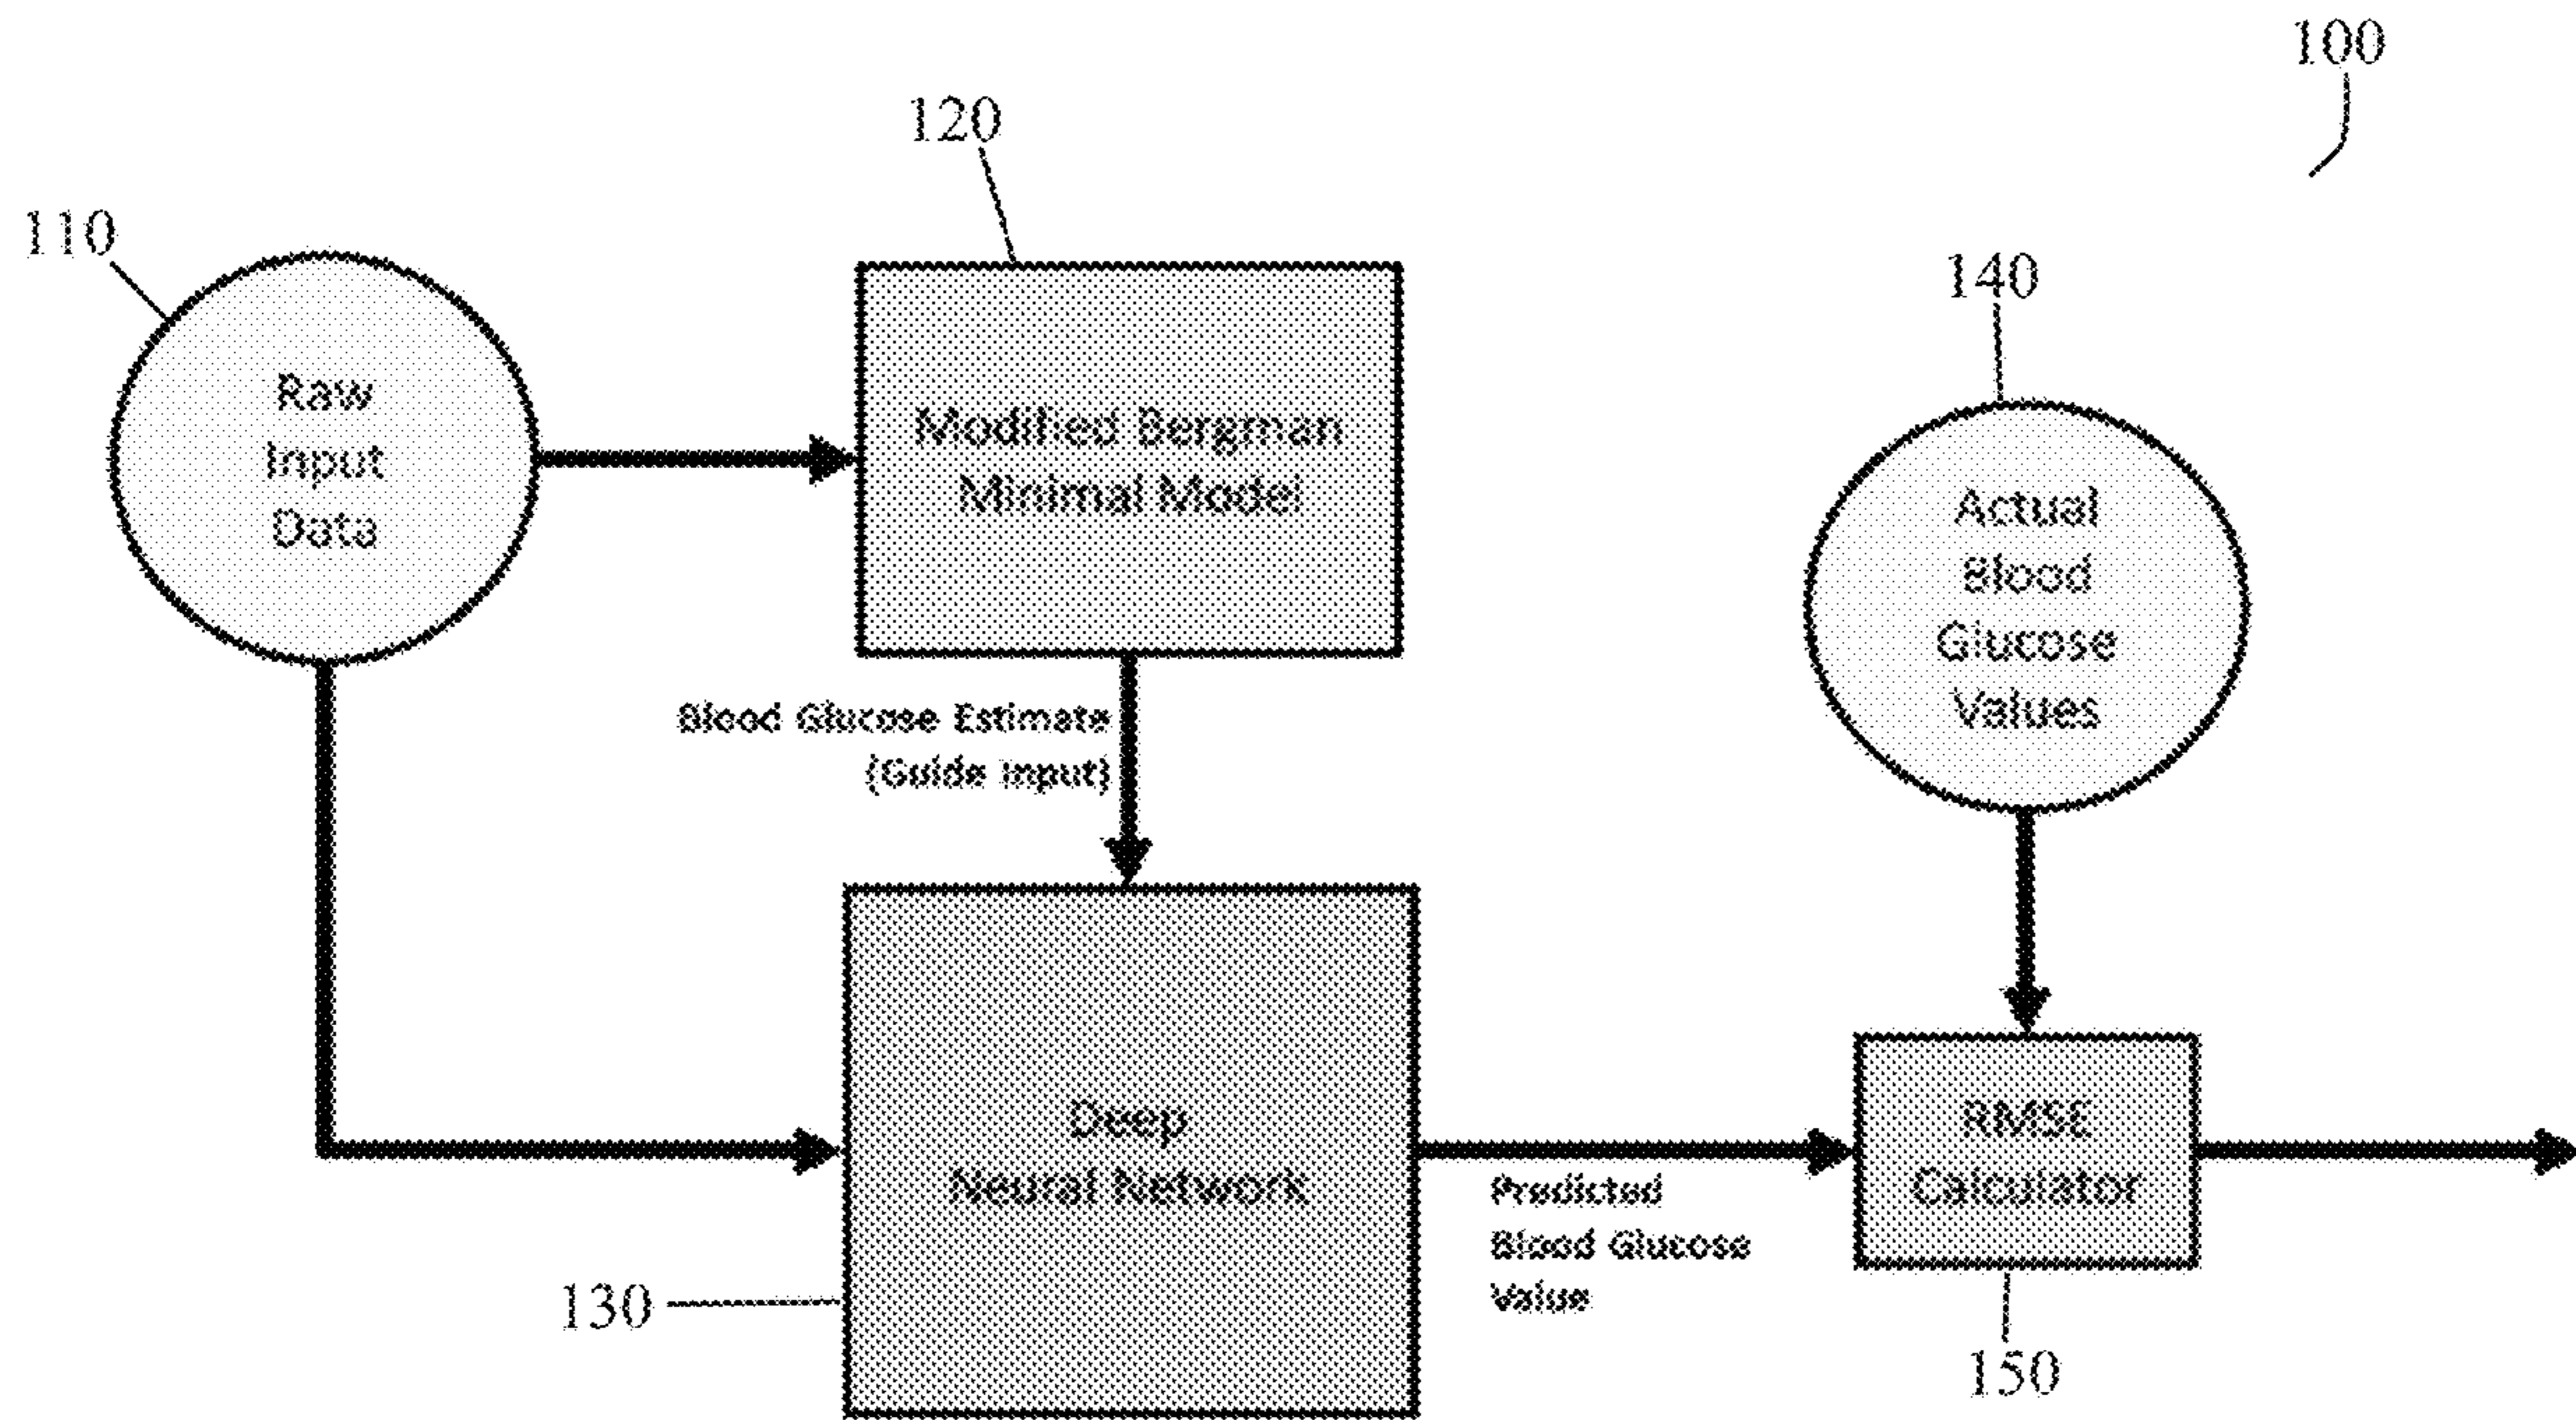 100
120
110
140
Raw
Input
Data
Modified Bergman
Minimal Model
Actual
Blood
Glucose
Values
Blood Glucose Estimate
(Guide Input)
Deep
Neural Network
RMSE
Calculator
Predicted
Blood Glucose
Value
130
150